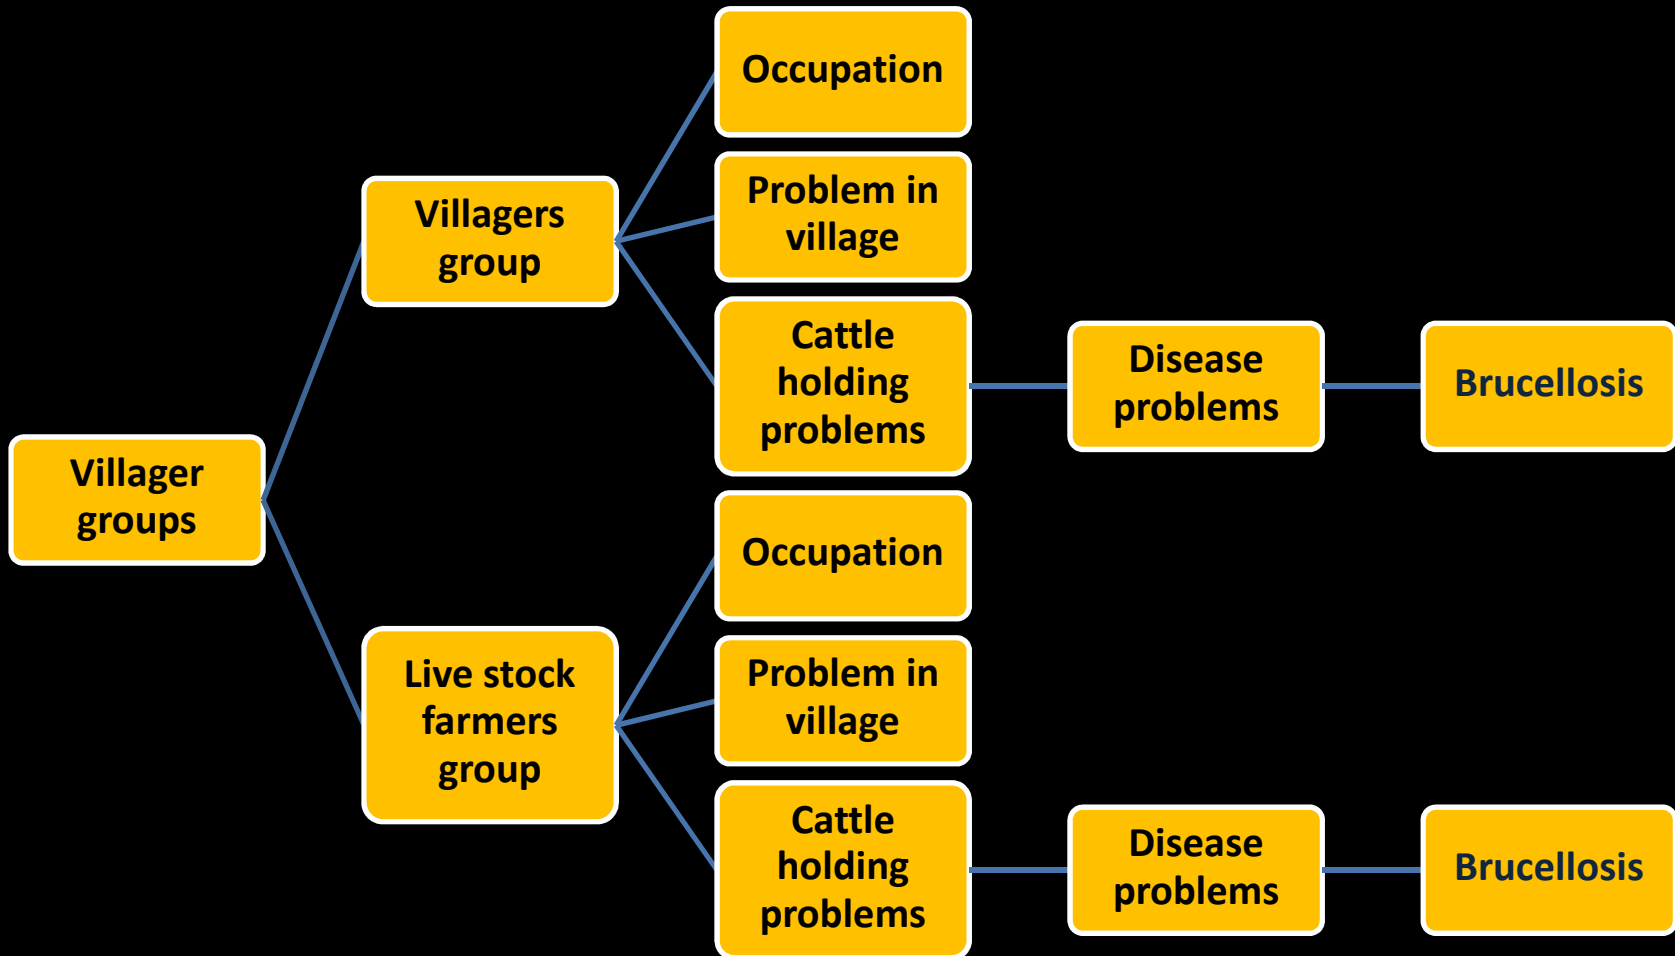 Villager
groups
Villagers
group
Occupation
Problem in
village
Cattle
holding
problems
Disease
problems
Brucellosis
Live stock
farmers
group
Occupation
Problem in
village
Cattle
holding
problems
Disease
problems
Brucellosis